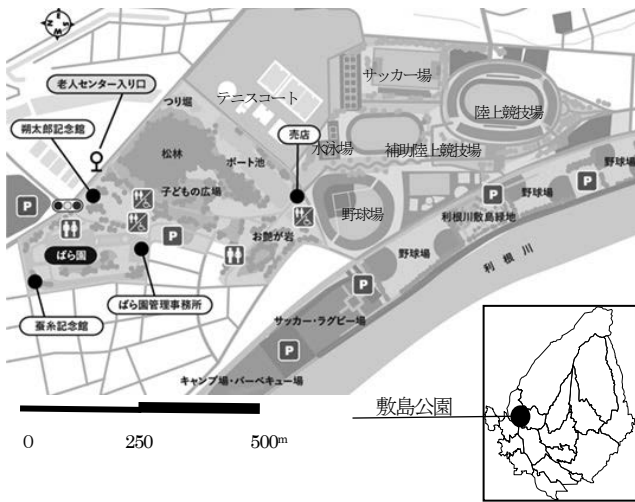 N
W
S
老人センター入り口
朔太郎記念館
つり堀
テニスコート
サッカー場
陸上競技場
松林
ボート池
売店
水泳場
補助陸上競技場
子どもの広場
野球場
野球場
P
P
P
P
野球場
利根川敷島緑地
お艶が岩
野球場
利根川
ばら園
ばら園管理事務所
蚕糸記念館
P
サッカー・ラグビー場
P
キャンプ場・バーベキュー場
敷島公園
0 250 500m